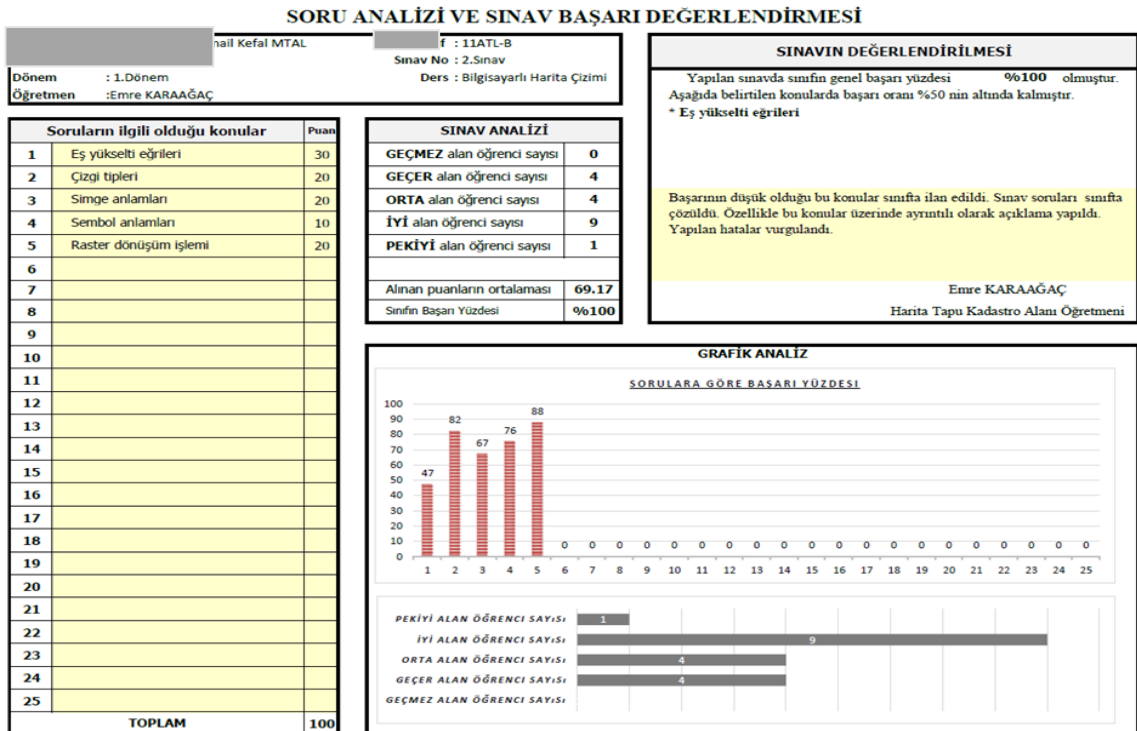 SORU ANALİZİ VE SINAV BAŞARI DEĞERLENDİRMESİ
Kefal MTAL
: 11ATL-B
Sınav No : 2.Sınav
Dönem : 1.Dönem
Ders : Bilgisayarlı Harita Çizimi
Öğretmen :Emre KARAAĞAÇ
SINAVIN DEĞERLENDİRİLMESİ
Yapılan sınavda sınıfın genel başarı yüzdesi %100 olmuştur.
Aşağıda belirtilen konularda başarı oranı %50 nin altında kalmıştır.
* Eş yükselti eğrileri
Başarının düşük olduğu bu konular sınıfta ilan edildi. Sınav soruları sınıfta
çözüldü. Özellikle bu konular üzerinde ayrıntılı olarak açıklama yapıldı.
Yapılan hatalar vurgulandı.
Emre KARAAĞAÇ
Harita Tapu Kadastro Alanı Öğretmeni
Soruların ilgili olduğu konular Puan
1 Eş yükselti eğrileri 30
2 Çizgi tipleri 20
3 Simge anlamları 20
4 Sembol anlamları 10
5 Raster dönüşüm işlemi 20
6
7
8
9
10
11
12
13
14
15
16
17
18
19
20
21
22
23
24
25
TOPLAM 100
SINAV ANALİZİ
GEÇMEZ alan öğrenci sayısı 0
GEÇER alan öğrenci sayısı 4
ORTA alan öğrenci sayısı 4
İYİ alan öğrenci sayısı 9
PEKİYİ alan öğrenci sayısı 1
Alınan puanların ortalaması 69.17
Sınıfın Başarı Yüzdesi %100
GRAFİK ANALİZ
SORULARA GÖRE BAŞARI YÜZDESI
100
90
80
70
60
50
40
30
20
10
0
47 82 67 76 88 0 0 0 0 0 0 0 0 0 0 0 0 0 0 0 0 0 0 0 0
1 2 3 4 5 6 7 8 9 10 11 12 13 14 15 16 17 18 19 20 21 22 23 24 25
PEKİYİ ALAN ÖĞRENCI SAYıSı 1
İYİ ALAN ÖĞRENCI SAYıSı 9
ORTA ALAN ÖĞRENCI SAYıSı 4
GEÇER ALAN ÖĞRENCI SAYıSı 4
GEÇMEZ ALAN ÖĞRENCI SAYıSı